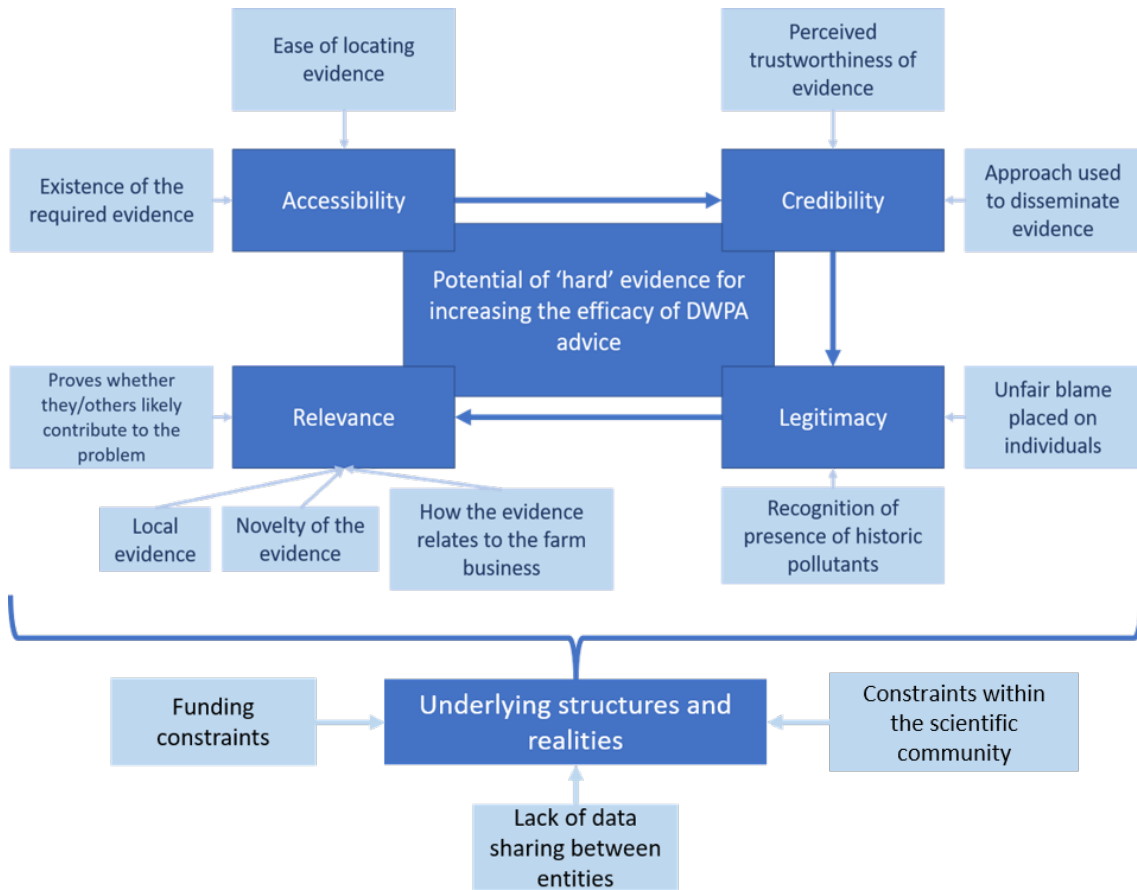 Ease of locating
evidence
Perceived
trustworthiness of
evidence
Existence of the
required evidence
Accessibility
Credibility
Approach used
to disseminate
evidence
Potential of ‘hard’ evidence for
increasing the efficacy of DWPA
advice
Proves whether
they/others likely
contribute to the
problem
Relevance
Legitimacy
Unfair blame
placed on
individuals
Local
evidence
Novelty of the
evidence
How the evidence
relates to the farm
business
Recognition of
presence of historic
pollutants
Funding
constraints
Underlying structures and
realities
Constraints within
the scientific
community
Lack of data
sharing between
entities